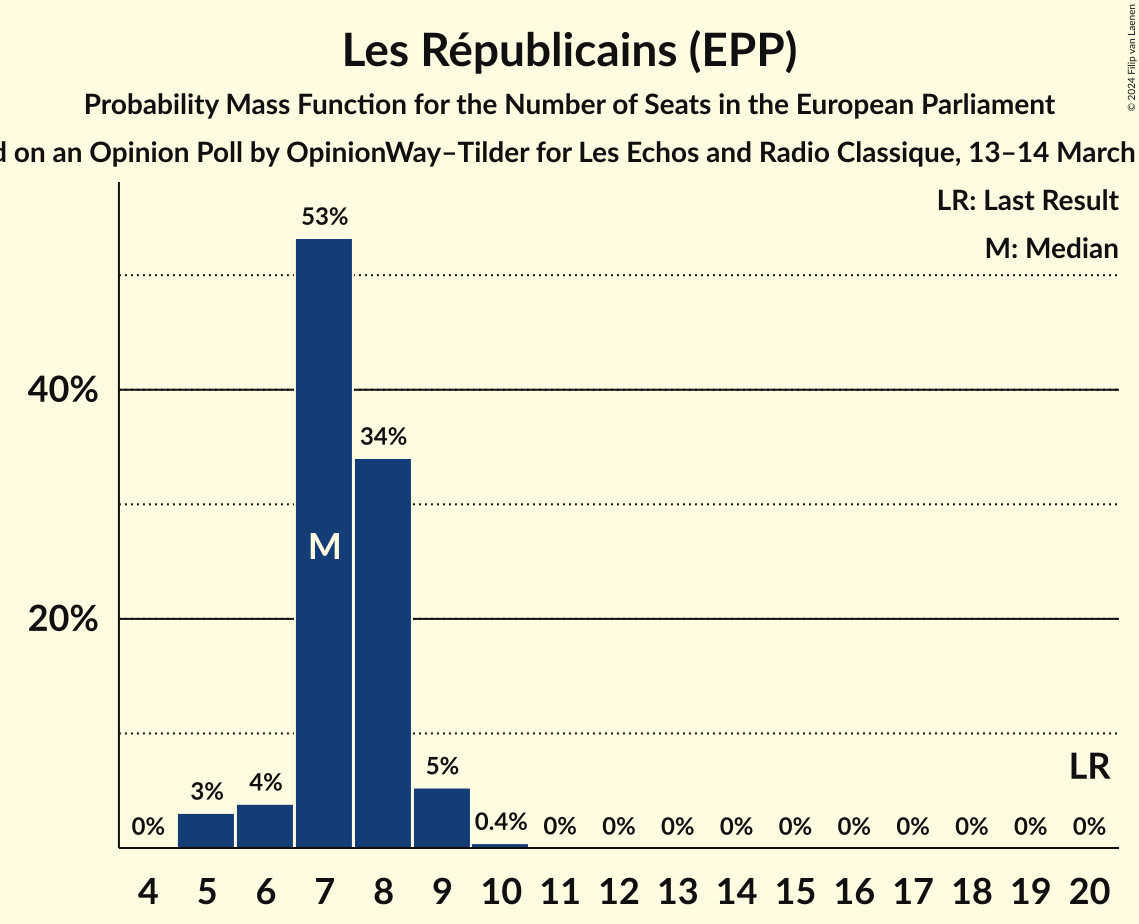 Les Républicains (EPP)
Probability Mass Function for the Number of Seats in the European Parliament
on an Opinion Poll by OpinionWay–Tilder for Les Echos and Radio Classique, 13–14 March
© 2024 Filip van Laenen
LR: Last Result
M: Median
53%
40%
34%
M
20%
LR
5%
4%
3%
0%
0.4%
0% 0% 0% 0% 0% 0% 0% 0% 0% 0%
4 5 6 7 8 9 10 11 12 13 14 15 16 17 18 19 20